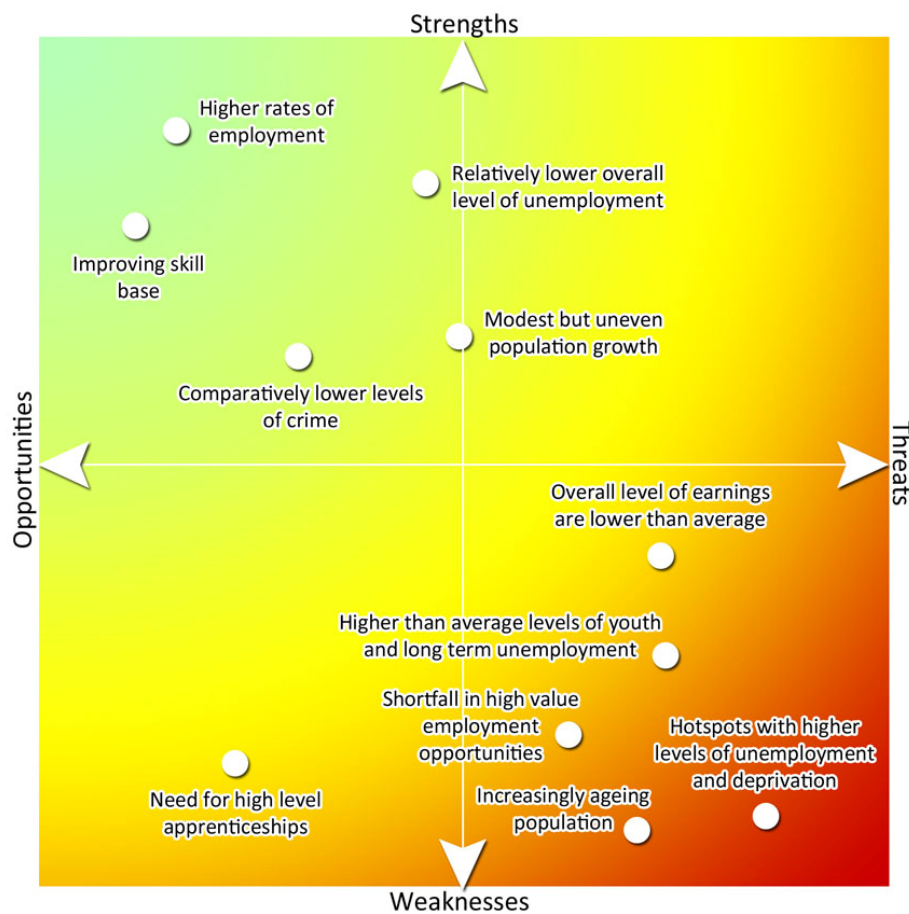 Strengths
Higher rates of
employment
Relatively lower overall
level of unemployment
Improving skill
base
Modest but uneven
population growth
Comparatively lower levels
of crime
Opportunities
Threats
Overall level of earnings
are lower than average
Higher than average levels of youth
and long term unemployment
Shortfall in high value
employment
opportunities
Hotspots with higher
levels of unemployment
and deprivation
Need for high level
apprenticeships
Increasingly ageing
population
Weaknesses